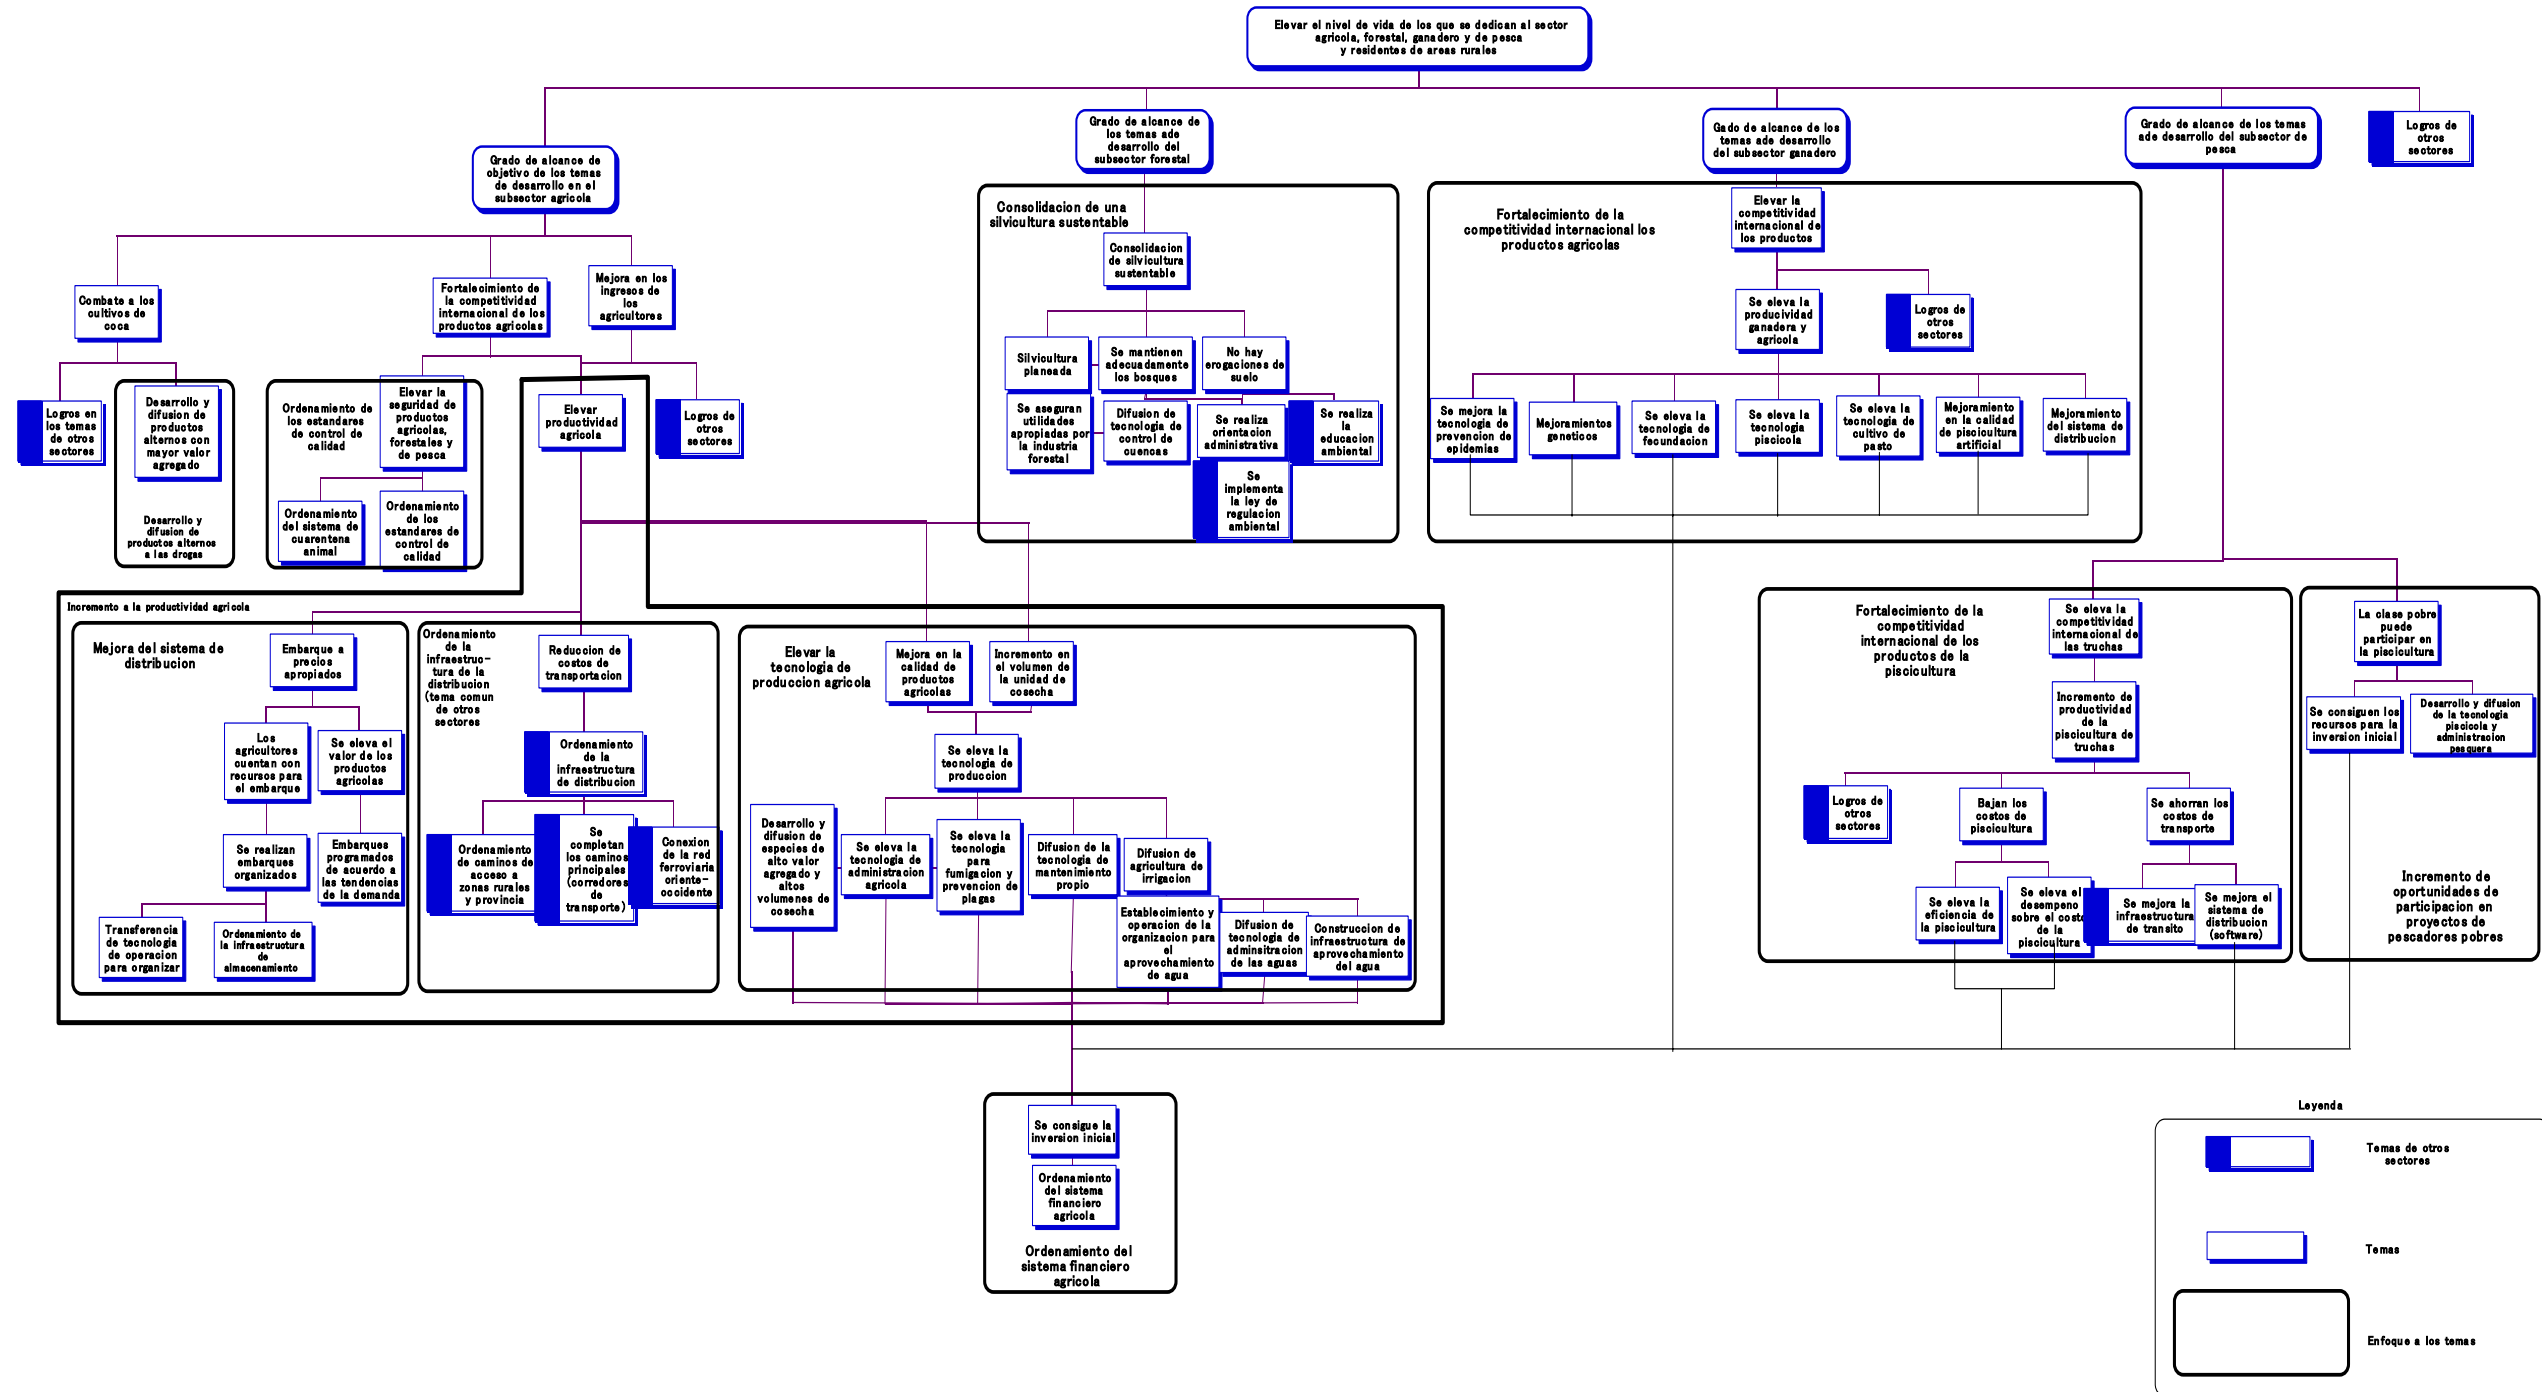 Elevar el nivel de vida de los que se dedican al sector
agricola, forestal, ganadero y de pesca
y residentes de areas rurales
Grado de alcance de
objetivo de los temas
de desarrollo en el
subsector agricola
Grado de alcance de
los temas ade
desarrollo del
subsector forestal
Gado de alcance de los
temas ade desarrollo
del subsector ganadero
Grado de alcance de los temas
ade desarrollo del subsector de
pesca
Logros de
otros
sectores
Combate a los
cultivos de
coca
Fortalecimiento de
la competitividad
internacional de los
productos agricolas
Mejora en los
ingresos de
los
agricultores
Logros en
los temas
de otros
sectores
Desarrollo y
difusion de
productos
alternos con
mayor valor
agregado
Desarrollo y
difusion de
productos alternos
a las drogas
Ordenamiento de
los estandares
de control de
calidad
Elevar la
seguridad de
productos
agricolas,
forestales y
de pesca
Ordenamiento
del sistema de
cuarentena
animal
Ordenamiento
de los
estandares de
control de
calidad
Elevar
productividad
agricola
Logros de
otros
sectores
Consolidacion de una
silvicultura sustentable
Consolidacion
de silvicultura
sustentable
Silvicultura
planeada
Se mantienen
adecuadamente
los bosques
No hay
erogaciones de
suelo
Se aseguran
utilidades
apropiadas por
la industria
forestal
Difusion de
tecnologia de
control de
cuencas
Se realiza
orientacion
administrativa
Se realiza
la
educacion
ambiental
Se
implementa
la ley de
regulacion
ambiental
Fortalecimiento de la
competitividad internacional los
productos agricolas
Elevar la
competitividad
internacional de
los productos
Se eleva la
producividad
ganadera y
agricola
Logros de
otros
sectores
Se mejora la
tecnologia de
prevencion de
epidemias
Mejoramientos
geneticos
Se eleva la
tecnologia de
fecundacion
Se eleva la
tecnologia
piscicola
Se eleva la
tecnologia de
cultivo de
pasto
Mejoramiento
en la calidad
de piscicultura
artificial
Mejoramiento
del sistema de
distribucion
Incremento a la productividad agricola
Mejora del sistema de
distribucion
Embarque a
precios
apropiados
Los
agricultores
cuentan con
recursos para
el embarque
Se eleva el
valor de los
productos
agricolas
Se realizan
embarques
organizados
Embarques
programados
de acuerdo a
las tendencias
de la demanda
Transferencia
de tecnologia
de operacion
para organizar
Ordenamiento de
la infraestructura
de
almacenamiento
Ordenamiento
de la
infraestruc-
tura de la
distribucion
(tema comun
de otros
sectores
Reduccion de
costos de
transportacion
Ordenamiento
de la
infraestructura
de distribucion
Ordenamiento
de caminos de
acceso a
zonas rurales
y provincia
Se
completan
los caminos
principales
(corredores
de
transporte)
Conexion
de la red
ferroviaria
oriente-
occidente
Elevar la
tecnologia de
produccion agricola
Mejora en la
calidad de
productos
agricolas
Incremento en
el volumen de
la unidad de
cosecha
Se eleva la
tecnologia de
produccion
Desarrollo y
difusion de
especies de
alto valor
agregado y
altos
volumenes de
cosecha
Se eleva la
tecnologia de
administracion
agricola
Se eleva la
tecnologia
para
fumigacion y
prevencion de
plagas
Difusion de la
tecnologia de
mantenimiento
propio
Difusion de
agricultura de
irrigacion
Establecimiento y
operacion de la
organizacion para
el
aprovechamiento
de agua
Difusion de
tecnologia de
adminitracion
de las aguas
Construccion de
infraestructura de
aprovechamiento
del agua
Fortalecimiento de la
competitividad
internacional de los
productos de la
piscicultura
Se eleva la
competitividad
internacional de
las truchas
Incremento de
productividad
de la
piscicultura de
truchas
Logros de
otros
sectores
Bajan los
costos de
piscicultura
Se ahorran los
costos de
transporte
Se eleva la
eficiencia de
la piscicultura
Se eleva el
desempeno
sobre el costo
de la
piscicultura
Se mejora la
infraestructura
de transito
Se mejora el
sistema de
distribucion
(software)
La clase pobre
puede
participar en
la piscicultura
Se consiguen los
recursos para la
inversion inicial
Desarrollo y difusion
de la tecnologia
piscicola y
administracion
pesquera
Incremento de
oportunidades de
participacion en
proyectos de
pescadores pobres
Se consigue la
inversion inicial
Ordenamiento
del sistema
financiero
agricola
Ordenamiento del
sistema financiero
agricola
Leyenda
Temas de otros
sectores
Temas
Enfoque a los temas